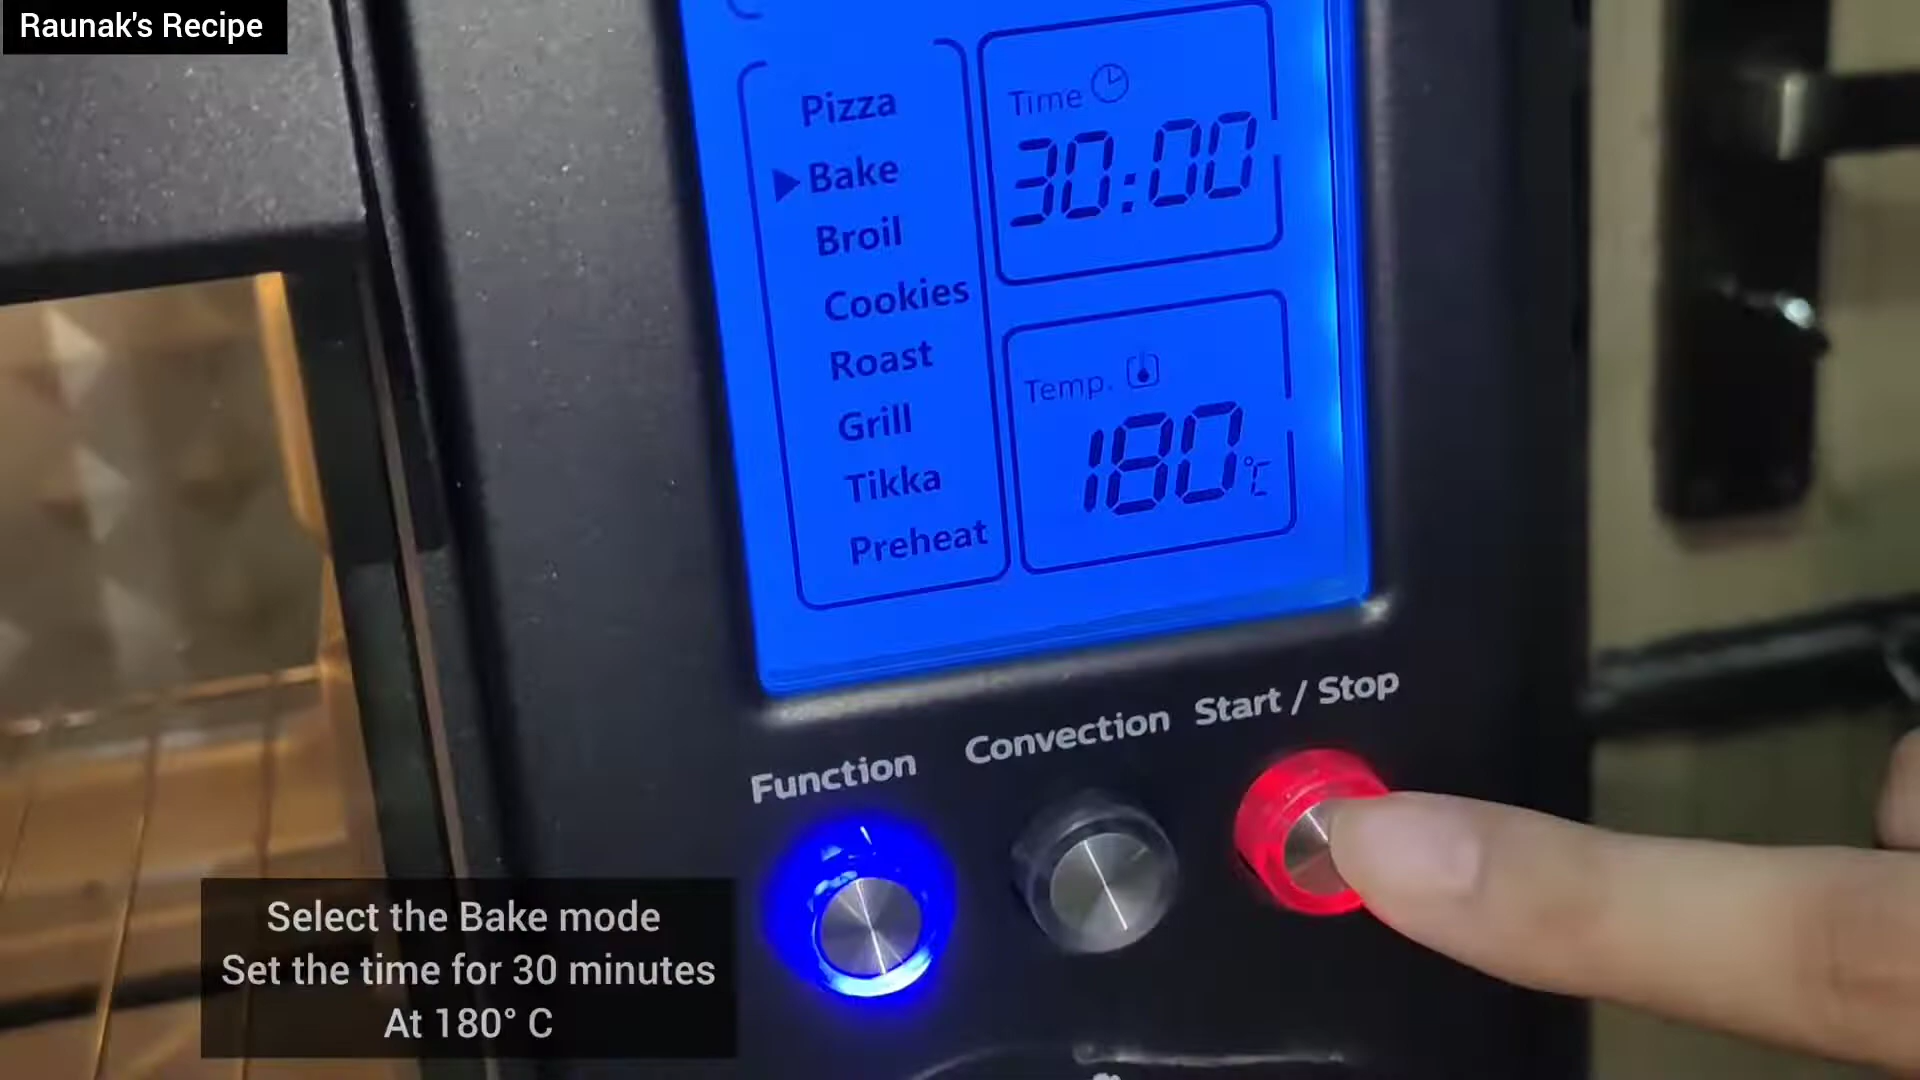 Raunak's Recipe
Pizza
Bake
Broil
Cookies
Roast
Grill
Tikka
Preheat
Time
30:00
Temp.
180°C
Function
Convection
Start / Stop
Select the Bake mode
Set the time for 30 minutes
At 180° C